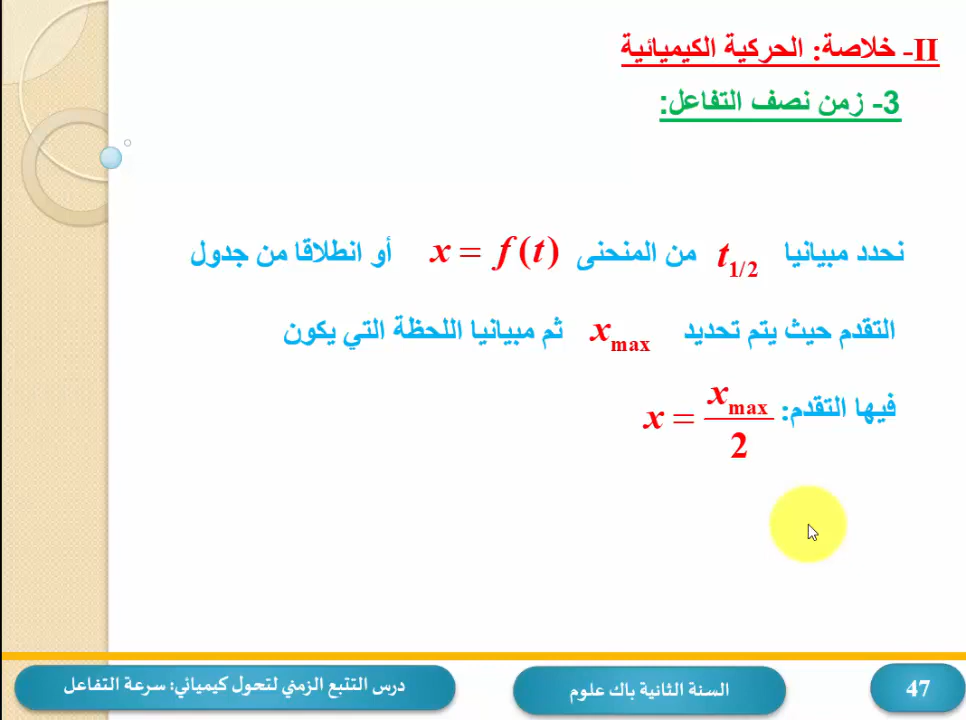 II- خلاصة: الحركية الكيميائية
3- زمن نصف التفاعل:
نحدد مبيانيا t1/2 من المنحنى x = f(t) أو انطلاقا من جدول
التقدم حيث يتم تحديد xmax ثم مبيانيا اللحظة التي يكون
فيها التقدم: x = xmax/2
درس التتبع الزمني لتحول كيميائي: سرعة التفاعل
السنة الثانية باك علوم
47